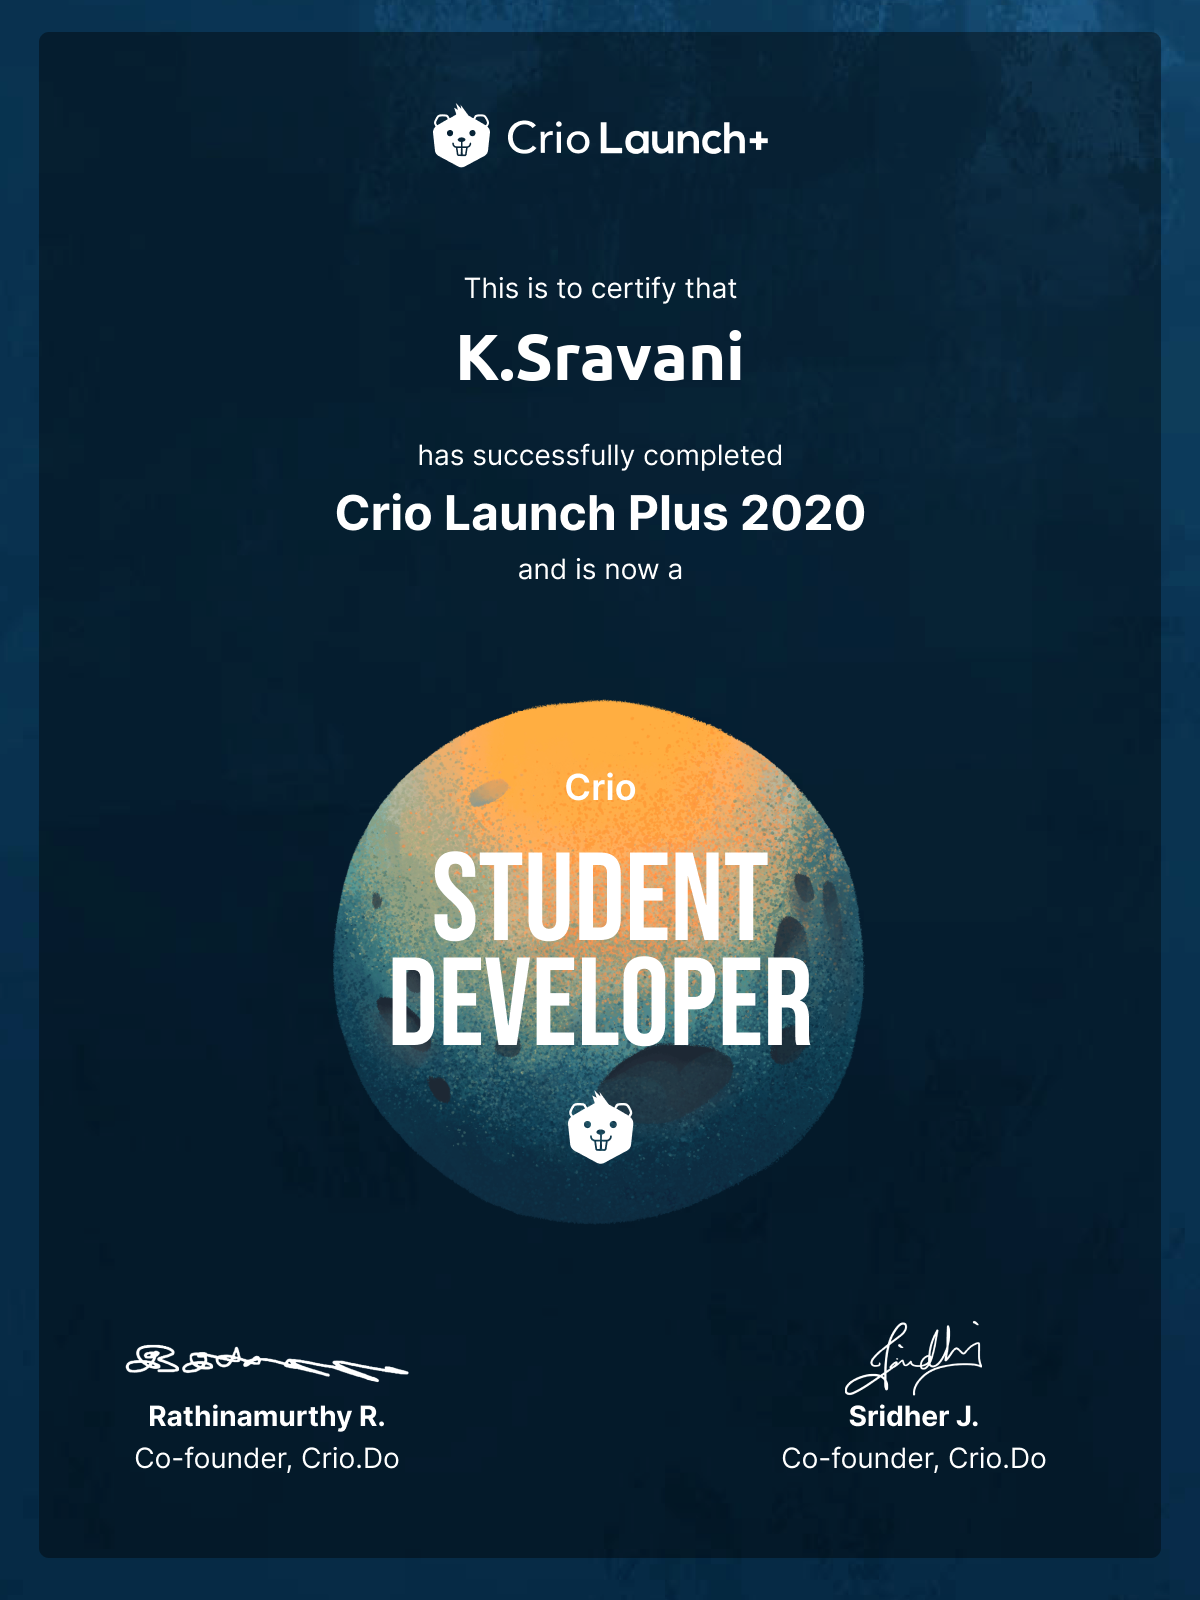 Crio Launch+
This is to certify that
K.Sravani
has successfully completed
Crio Launch Plus 2020
and is now a
Crio
STUDENT
DEVELOPER
Rathinamurthy R.
Co-founder, Crio.Do
Sridher J.
Co-founder, Crio.Do